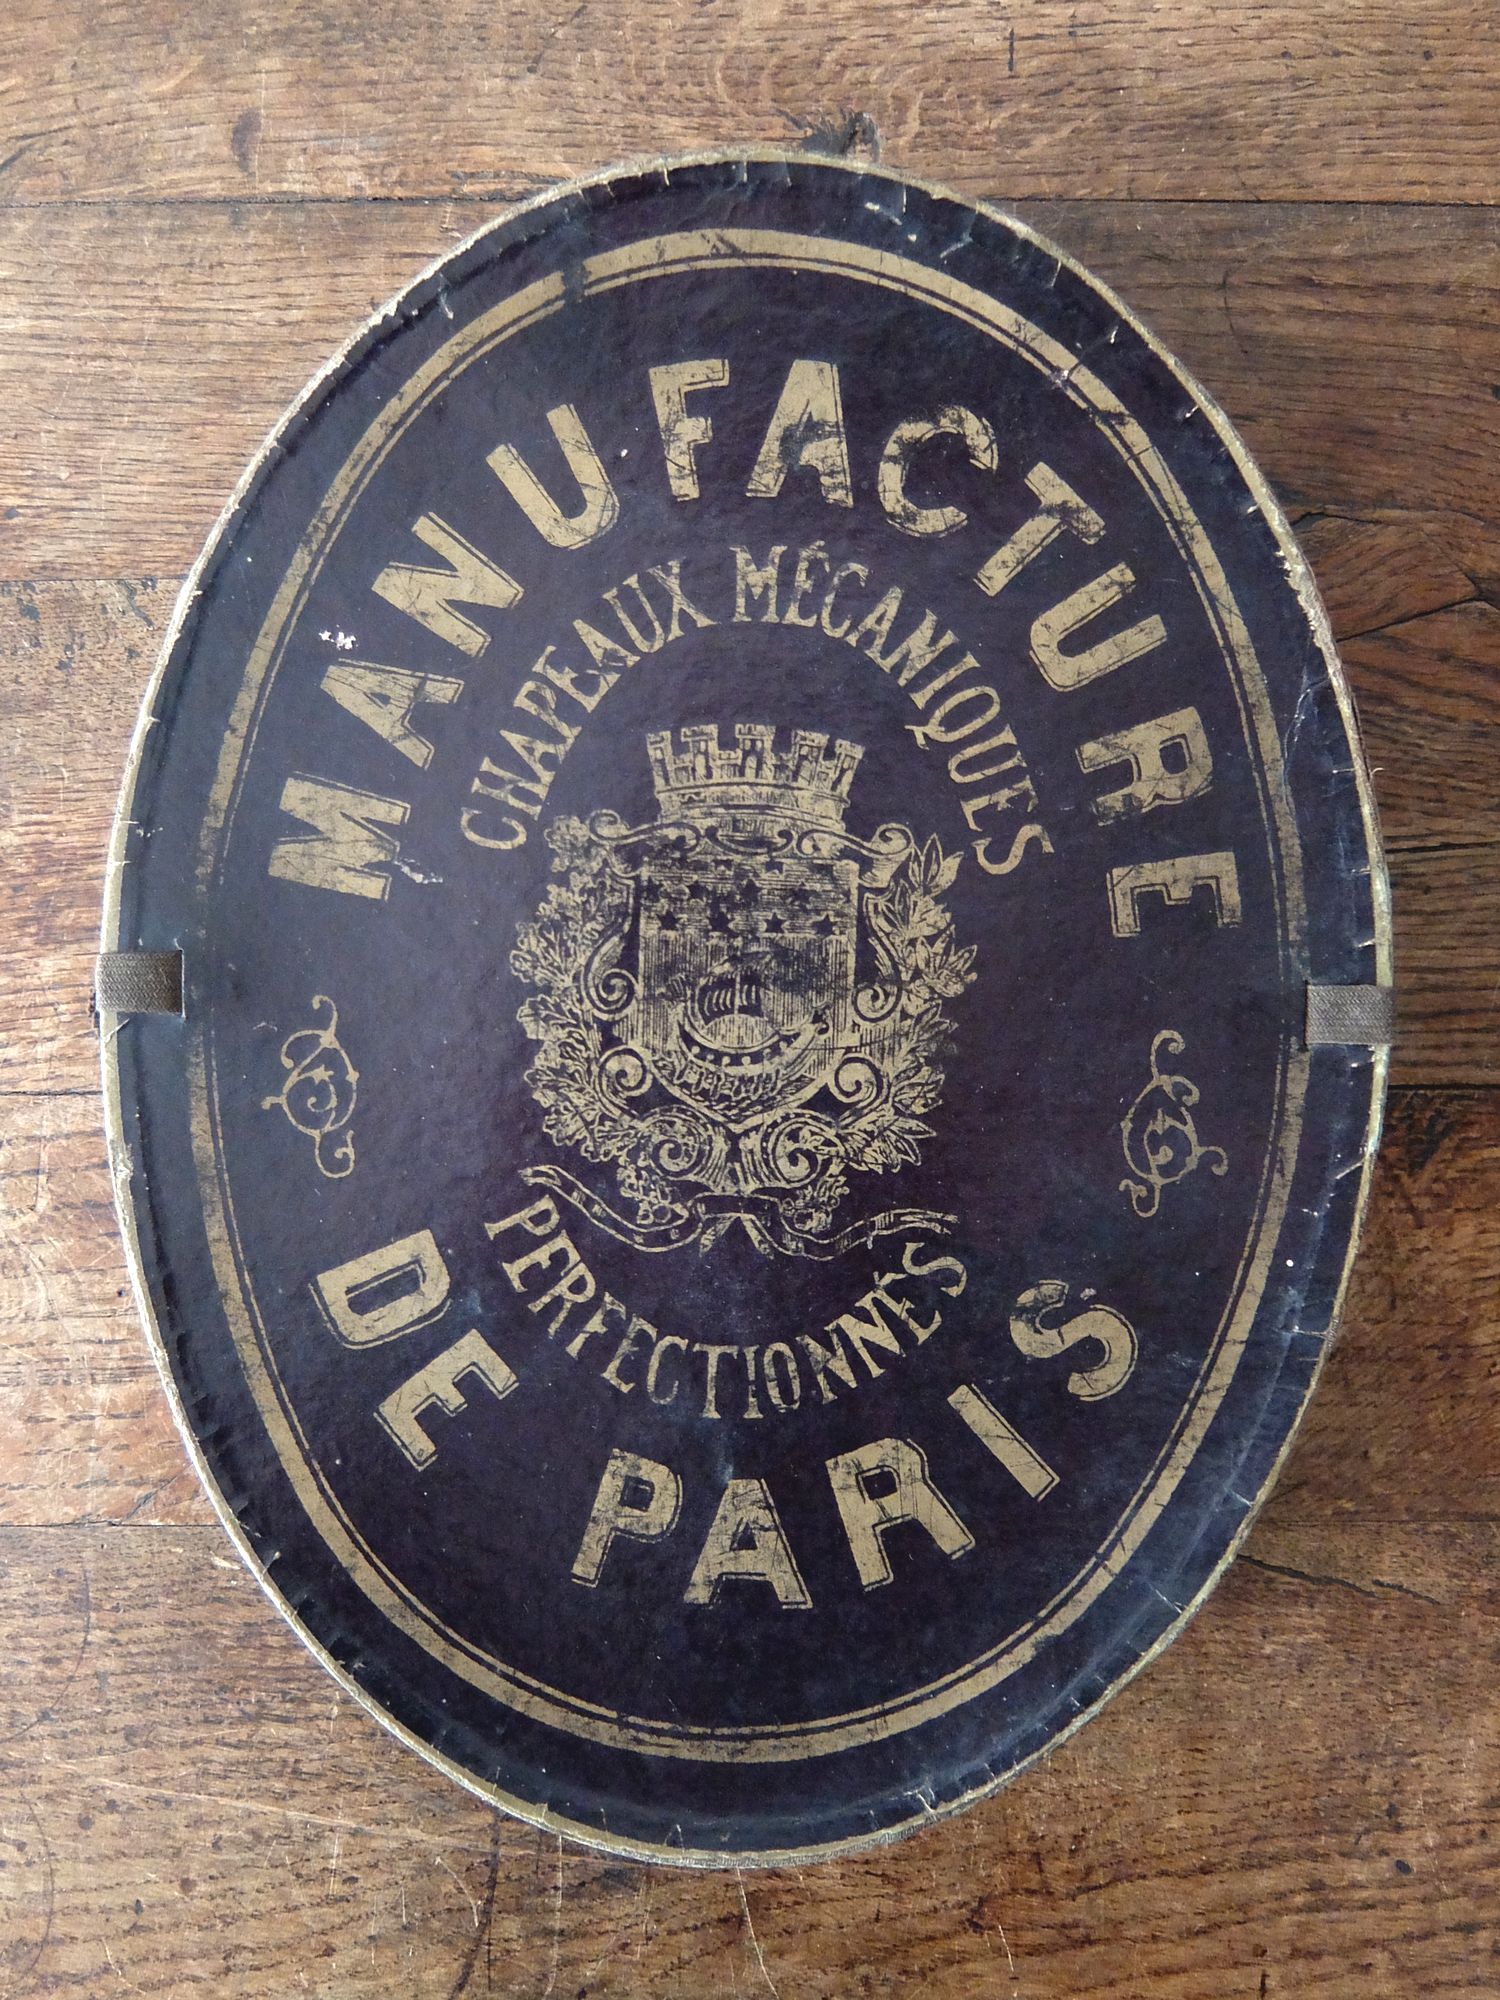 MANUFACTURE
CHAPEAUX MÉCANIQUES
PERFECTIONNÉS
DE PARIS